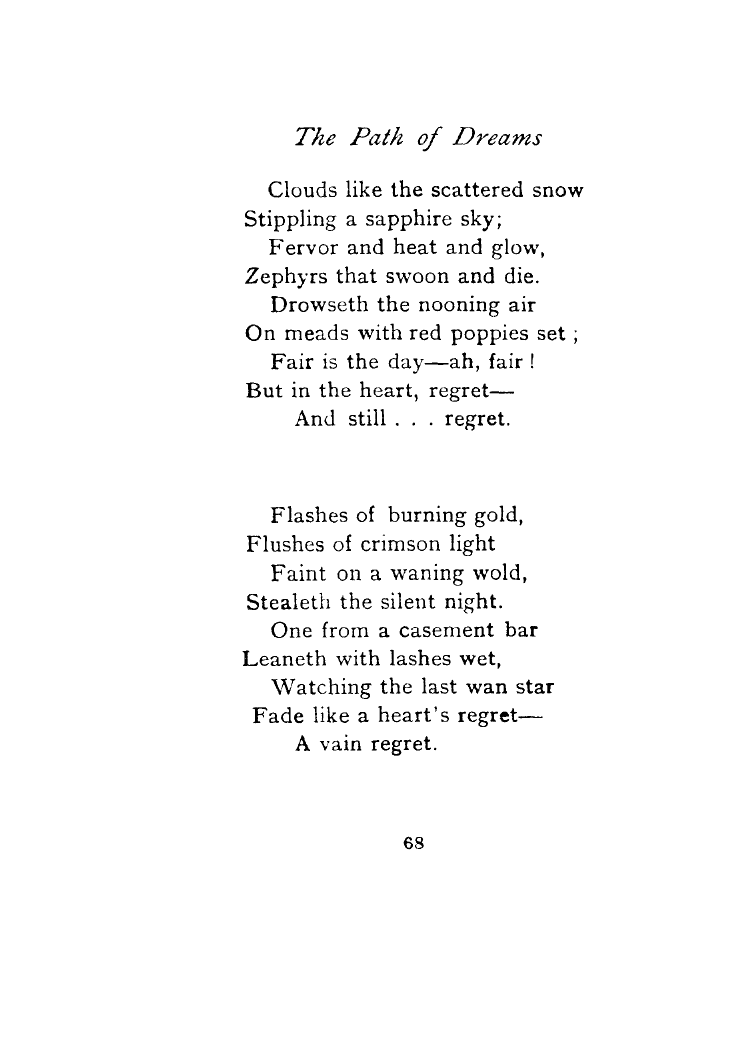 The Path of Dreams
Clouds like the scattered snow
Stippling a sapphire sky;
Fervor and heat and glow,
Zephyrs that swoon and die.
Drowseth the nooning air
On meads with red poppies set ;
Fair is the day—ah, fair !
But in the heart, regret—
And still . . . regret.
Flashes of burning gold,
Flushes of crimson light
Faint on a waning wold,
Stealeth the silent night.
One from a casement bar
Leaneth with lashes wet,
Watching the last wan star
Fade like a heart's regret—
A vain regret.
68